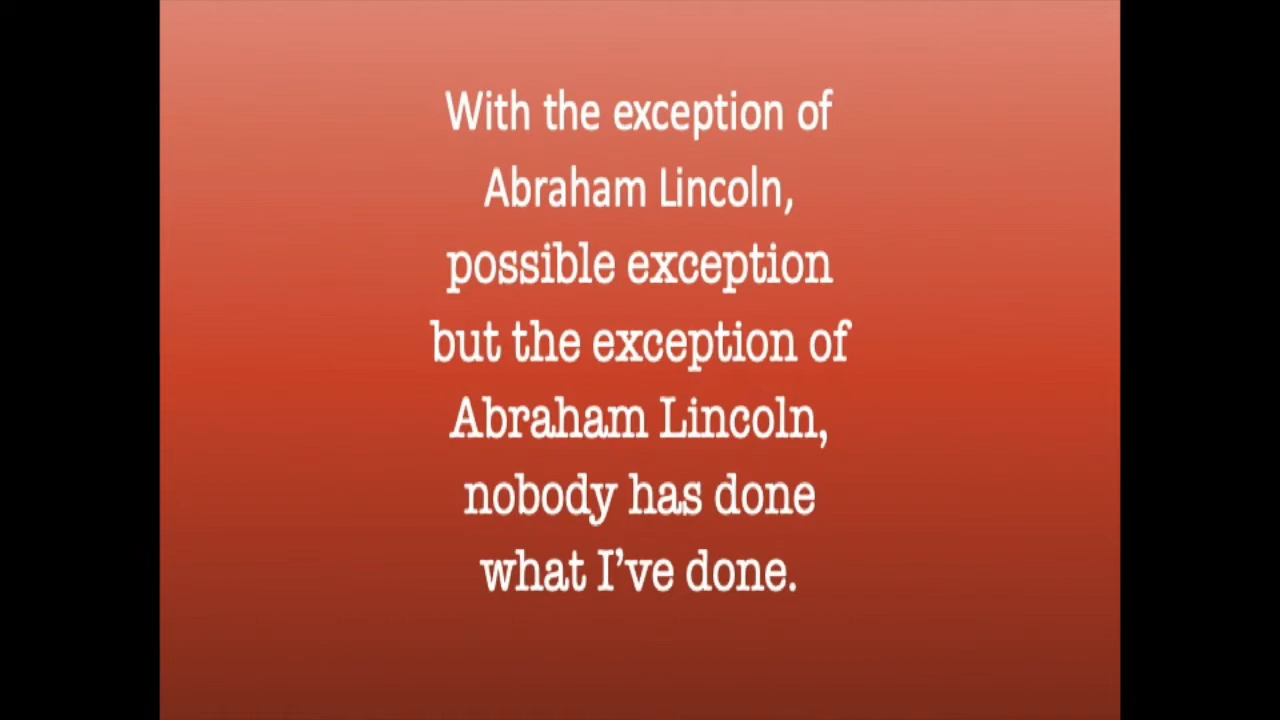 With the exception of
Abraham Lincoln,
possible exception
but the exception of
Abraham Lincoln,
nobody has done
what I've done.